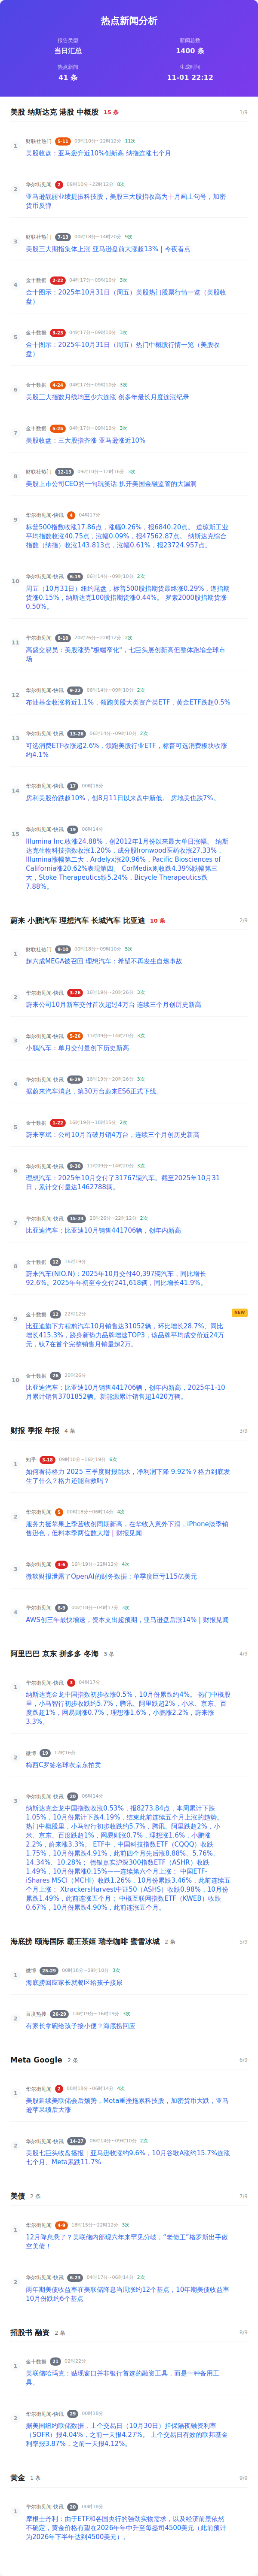 热点新闻分析
报告类型
当日汇总
新闻总数
1400 条
热点新闻
41 条
生成时间
11-01 22:12
美股 纳斯达克 港股 中概股 15 条 1/9
1
财联社热门 5-11 09时10分~22时12分 11次
美股收盘：亚马逊升近10%创新高 纳指连涨七个月
2
华尔街见闻 2 09时10分~22时12分 8次
亚马逊靓丽业绩提振科技股，美股三大股指收高为十月画上句号，加密
货币反弹
3
财联社热门 7-13 00时18分~14时20分 9次
美股三大期指集体上涨 亚马逊盘前大涨超13% | 今夜看点
4
金十数据 2-22 04时17分~09时10分 3次
金十图示：2025年10月31日（周五）美股热门股票行情一览（美股收
盘）
5
金十数据 3-23 04时17分~09时10分 3次
金十图示：2025年10月31日（周五）热门中概股行情一览（美股收
盘）
6
金十数据 4-24 04时17分~09时10分 3次
美股三大指数月线均至少六连涨 创多年最长月度连涨纪录
7
金十数据 5-25 04时17分~09时10分 3次
美股收盘：三大股指齐涨 亚马逊涨近10%
8
财联社热门 12-13 09时10分~12时16分 3次
美股上市公司CEO的一句玩笑话 扒开美国金融监管的大漏洞
9
华尔街见闻-快讯 4 04时17分
标普500指数收涨17.86点，涨幅0.26%，报6840.20点。 道琼斯工业
平均指数收涨40.75点，涨幅0.09%，报47562.87点。 纳斯达克综合
指数（纳指）收涨143.813点，涨幅0.61%，报23724.957点。
10
华尔街见闻-快讯 6-19 06时14分~09时10分 2次
周五（10月31日）纽约尾盘，标普500股指期货最终涨0.29%，道指期
货涨0.15%，纳斯达克100股指期货涨0.44%。 罗素2000股指期货涨
0.50%。
11
华尔街见闻 8-10 20时26分~22时12分 2次
高盛交易员：美股涨势"极端窄化"，七巨头屡创新高但整体跑输全球市
场
12
华尔街见闻-快讯 9-22 06时14分~09时10分 2次
布油基金收涨将近1.1%，领跑美股大类资产类ETF，黄金ETF跌超0.5%
13
华尔街见闻-快讯 13-26 06时14分~09时10分 2次
可选消费ETF收涨超2.6%，领跑美股行业ETF，标普可选消费板块收涨
约4.1%
14
华尔街见闻-快讯 17 00时18分
房利美股价跌超10%，创8月11日以来盘中新低。 房地美也跌7%。
15
华尔街见闻-快讯 19 06时14分
Illumina Inc.收涨24.88%，创2012年1月份以来最大单日涨幅。 纳斯
达克生物科技指数收涨1.20%，成分股Ironwood医药收涨27.33%，
Illumina涨幅第二大，Ardelyx涨20.96%，Pacific Biosciences of
California涨20.62%表现第四。 CorMedix则收跌4.39%跌幅第三
大，Stoke Therapeutics跌5.24%，Bicycle Therapeutics跌
7.88%。
蔚来 小鹏汽车 理想汽车 长城汽车 比亚迪 10 条 2/9
1
财联社热门 9-10 00时18分~09时10分 5次
超六成MEGA被召回 理想汽车：希望不再发生自燃事故
2
华尔街见闻-快讯 3-26 16时19分~20时26分 3次
蔚来公司10月新车交付首次超过4万台 连续三个月创历史新高
3
华尔街见闻-快讯 5-26 11时09分~14时20分 3次
小鹏汽车：单月交付量创下历史新高
4
华尔街见闻-快讯 6-29 16时19分~20时26分 3次
据蔚来汽车消息，第30万台蔚来ES6正式下线。
5
金十数据 1-22 16时19分~18时15分 2次
蔚来李斌：公司10月首破月销4万台，连续三个月创历史新高
6
华尔街见闻-快讯 9-30 11时09分~14时20分 3次
理想汽车：2025年10月交付了31767辆汽车。截至2025年10月31
日，累计交付量达1462788辆。
7
华尔街见闻-快讯 15-24 20时26分~22时12分 2次
比亚迪汽车：比亚迪10月销售441706辆，创年内新高
8
金十数据 12 16时19分
蔚来汽车(NIO.N)：2025年10月交付40,397辆汽车，同比增长
92.6%。2025年年初至今交付241,618辆，同比增长41.9%。
9
金十数据 12 22时12分
NEW
比亚迪旗下方程豹汽车10月销售达31052辆，环比增长28.7%、同比
增长415.3%，跻身新势力品牌增速TOP3，该品牌平均成交价近24万
元，钛7在首个完整销售月销量超2万。
10
金十数据 26 20时26分
比亚迪汽车：比亚迪10月销售441706辆，创年内新高，2025年1-10
月累计销售3701852辆。新能源累计销售超1420万辆。
财报 季报 年报 4 条 3/9
1
知乎 3-18 05时19分~16时19分 6次
如何看待格力 2025 三季度财报跳水，净利润下降 9.92%？格力到底发
生了什么？格力还能自救吗？
2
华尔街见闻 5 00时18分~06时14分 4次
服务力挺苹果上季营收创同期新高，在华收入意外下滑，iPhone淡季销
售逊色，但料本季两位数大增 | 财报见闻
3
华尔街见闻 3-6 16时19分~22时12分 4次
微软财报泄露了OpenAI的财务数据：单季度巨亏115亿美元
4
华尔街见闻 8-9 00时18分~04时17分 3次
AWS创三年最快增速，资本支出超预期，亚马逊盘后涨14% | 财报见闻
阿里巴巴 京东 拼多多 冬海 3 条 4/9
1
华尔街见闻-快讯 3 04时17分
纳斯达克金龙中国指数初步收涨0.5%，10月份累跌约4%。 热门中概股
里，小马智行初步收跌约5.7%，腾讯、阿里跌超2%，小米、京东、百
度跌超1%，网易则涨0.7%，理想涨1.6%，小鹏涨2.2%，蔚来涨
3.3%。
2
微博 19 12时16分
梅西C罗签名球衣京东拍卖
3
华尔街见闻-快讯 20 06时14分
纳斯达克金龙中国指数收涨0.53%，报8273.84点，本周累计下跌
1.05%，10月份累计下跌4.19%，结束此前连续五个月上涨的趋势。
热门中概股里，小马智行初步收跌约5.7%，腾讯、阿里跌超2%，小
米、京东、百度跌超1%，网易则涨0.7%，理想涨1.6%，小鹏涨
2.2%，蔚来涨3.3%。 ETF中，中国科技指数ETF（CQQQ）收跌
1.75%，10月份累跌4.91%，此前四个月先后涨8.88%、5.76%、
14.34%、10.28%； 德银嘉实沪深300指数ETF（ASHR）收跌
1.49%，10月份累涨0.15%——连续第六个月上涨； 中国ETF-
iShares MSCI（MCHI）收跌1.26%，10月份累跌3.46%，此前连续五
个月上涨； XtrackersHarvest中证50（ASHS）收跌0.98%，10月份
累跌1.49%，此前连涨五个月； 中概互联网指数ETF（KWEB）收跌
0.67%，10月份累跌4.90%，此前连涨五个月。
海底捞 颐海国际 霸王茶姬 瑞幸咖啡 蜜雪冰城 2 条 5/9
1
微博 25-29 00时18分~09时10分 3次
海底捞回应家长就餐区给孩子接尿
2
百度热搜 26-29 14时19分~16时19分 3次
有家长拿碗给孩子接小便？海底捞回应
Meta Google 2 条 6/9
1
华尔街见闻 2 00时18分~06时14分 4次
美股延续美联储会后颓势，Meta重挫拖累科技股，加密货币大跌，亚马
逊苹果绩后大涨
2
华尔街见闻-快讯 14-27 06时14分~09时10分 2次
美股七巨头收盘播报｜亚马逊收涨约9.6%，10月谷歌A涨约15.7%连涨
七个月、Meta累跌11.7%
美债 2 条 7/9
1
华尔街见闻 4-9 18时15分~22时12分 3次
12月降息悬了？美联储内部现六年来罕见分歧，“老债王”格罗斯出手做
空美债！
2
华尔街见闻-快讯 6-23 04时17分~06时14分 2次
两年期美债收益率在美联储降息当周涨约12个基点，10年期美债收益率
10月份跌约6个基点
招股书 融资 2 条 8/9
1
金十数据 21 02时22分
美联储哈玛克：贴现窗口并非银行首选的融资工具，而是一种备用工
具。
2
华尔街见闻-快讯 29 00时18分
据美国纽约联储数据，上个交易日（10月30日）担保隔夜融资利率
（SOFR）报4.04%，之前一天报4.27%。 上个交易日有效的联邦基金
利率报3.87%，之前一天报4.12%。
黄金 1 条 9/9
1
华尔街见闻-快讯 20 00时18分
摩根士丹利：由于ETF和各国央行的强劲实物需求，以及经济前景依然
不确定，黄金价格有望在2026年年中升至每盎司4500美元（此前预计
为2026年下半年达到4500美元）。